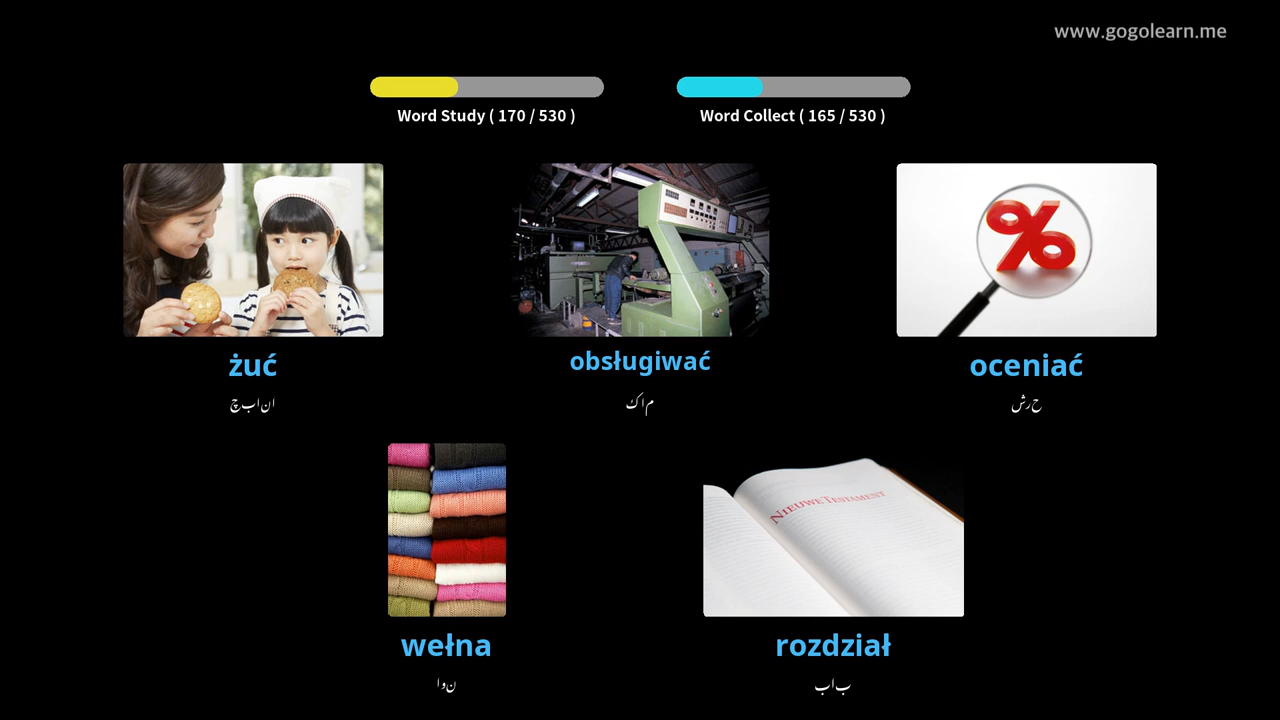 www.gogolearn.me
Word Study ( 170 / 530 )
Word Collect ( 165 / 530 )
żuć
چبانا
obsługiwać
کام
oceniać
شرح
NIEUWE TESTAMENT
wełna
اون
rozdział
باب